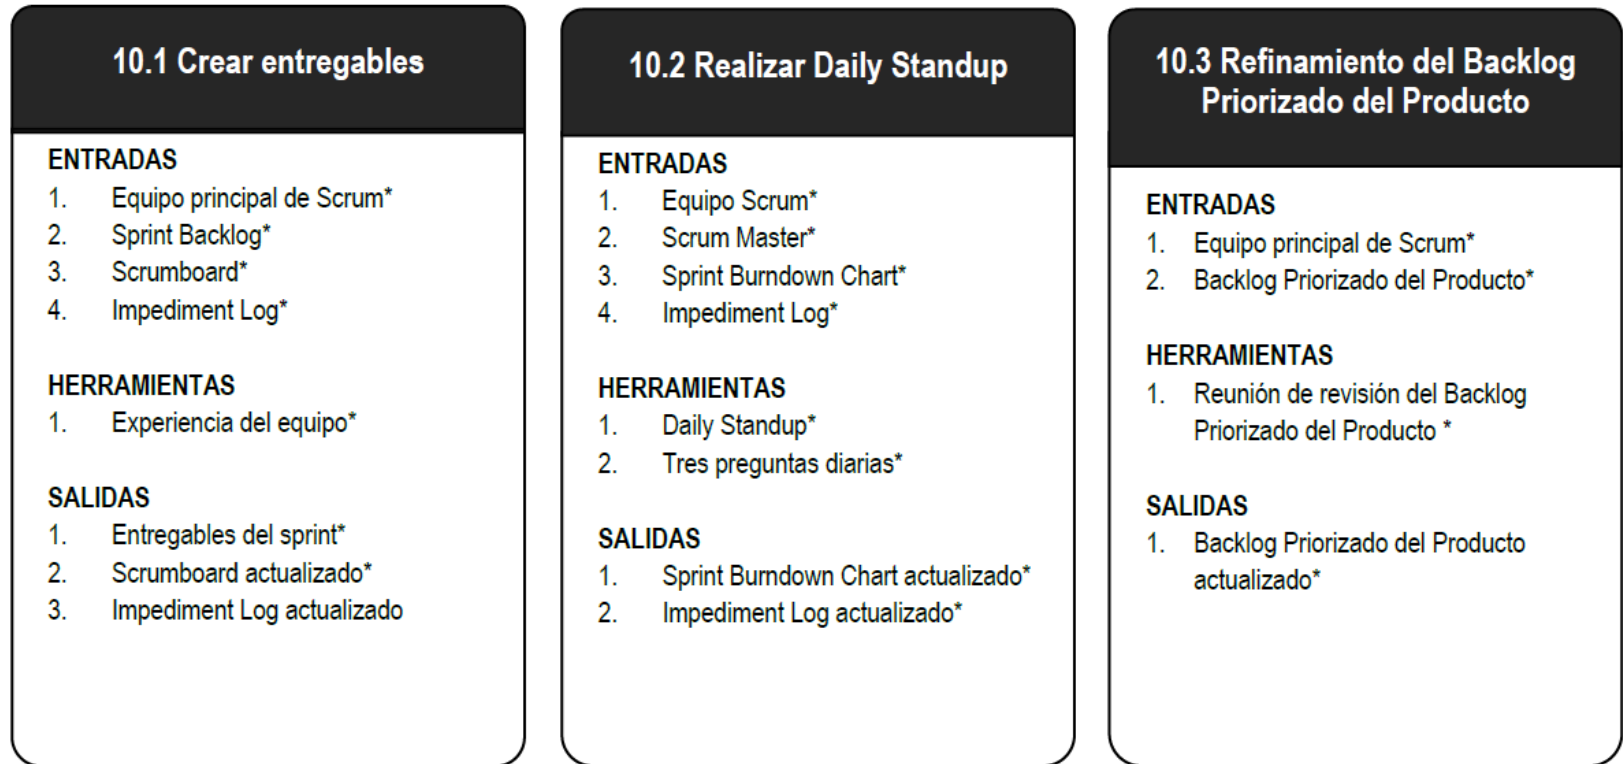 10.1 Crear entregables
ENTRADAS
1. Equipo principal de Scrum*
2. Sprint Backlog*
3. Scrumboard*
4. Impediment Log*
HERRAMIENTAS
1. Experiencia del equipo*
SALIDAS
1. Entregables del sprint*
2. Scrumboard actualizado*
3. Impediment Log actualizado
10.2 Realizar Daily Standup
ENTRADAS
1. Equipo Scrum*
2. Scrum Master*
3. Sprint Burndown Chart*
4. Impediment Log*
HERRAMIENTAS
1. Daily Standup*
2. Tres preguntas diarias*
SALIDAS
1. Sprint Burndown Chart actualizado*
2. Impediment Log actualizado*
10.3 Refinamiento del Backlog
Priorizado del Producto
ENTRADAS
1. Equipo principal de Scrum*
2. Backlog Priorizado del Producto*
HERRAMIENTAS
1. Reunión de revisión del Backlog
Priorizado del Producto *
SALIDAS
1. Backlog Priorizado del Producto
actualizado*